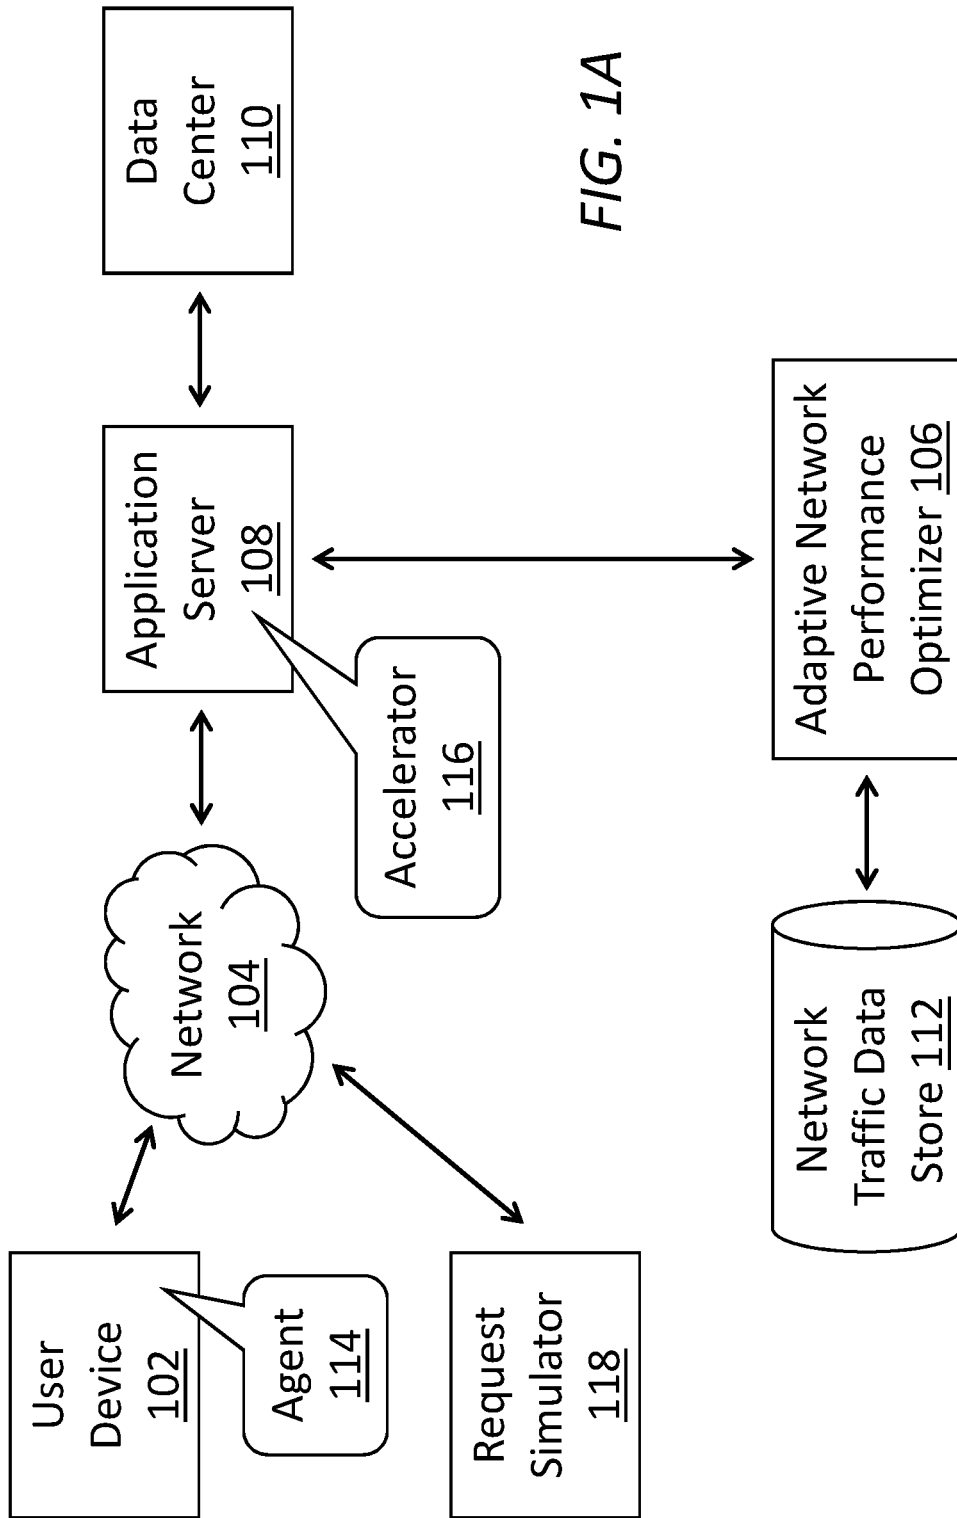 User
Device
102
Agent
114
Request
Simulator
118
Network
104
Application
Server
108
Accelerator
116
Data
Center
110
Network
Traffic Data
Store 112
Adaptive Network
Performance
Optimizer 106
FIG. 1A